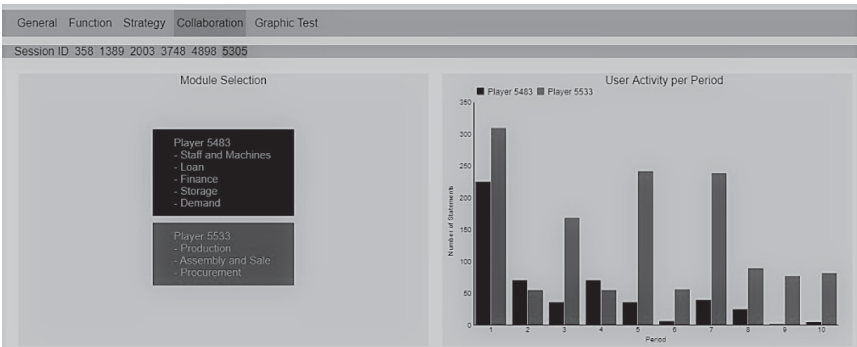 General Function Strategy Collaboration Graphic Test
Session ID 358 1389 2003 3748 4898 5305
Module Selection
Player 5483
- Staff and Machines
- Loan
- Finance
- Storage
- Demand
Player 5533
- Production
- Assembly and Sale
- Procurement
User Activity per Period
Player 5483 Player 5533
Number of Statements
350
300
250
200
150
100
50
0
1 2 3 4 5 6 7 8 9 10
Period